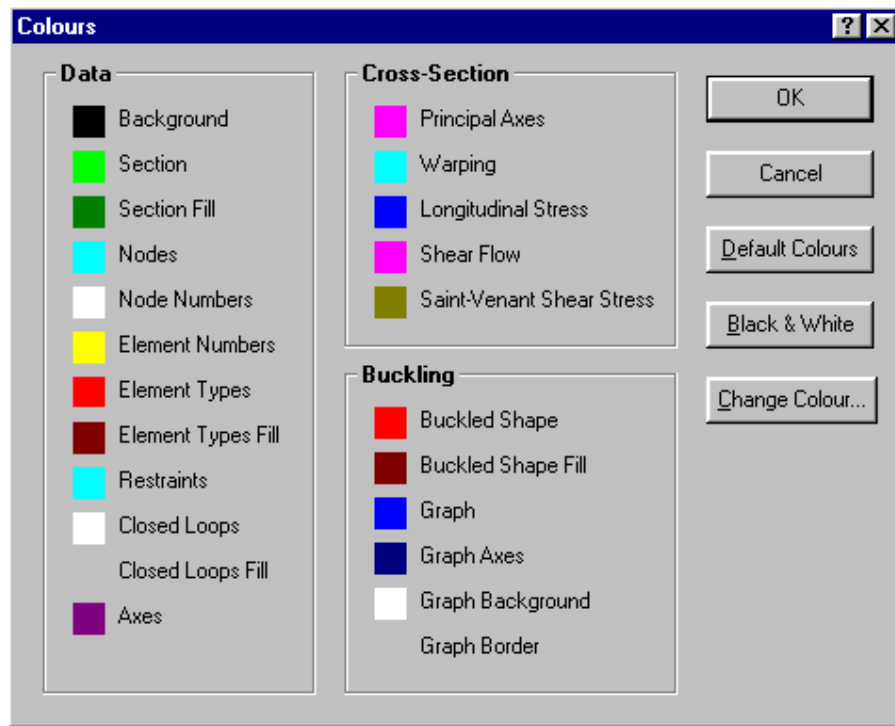 Colours
Data
Background
Section
Section Fill
Nodes
Node Numbers
Element Numbers
Element Types
Element Types Fill
Restraints
Closed Loops
Closed Loops Fill
Axes
Cross-Section
Principal Axes
Warping
Longitudinal Stress
Shear Flow
Saint-Venant Shear Stress
Buckling
Buckled Shape
Buckled Shape Fill
Graph
Graph Axes
Graph Background
Graph Border
OK
Cancel
Default Colours
Black & White
Change Colour...